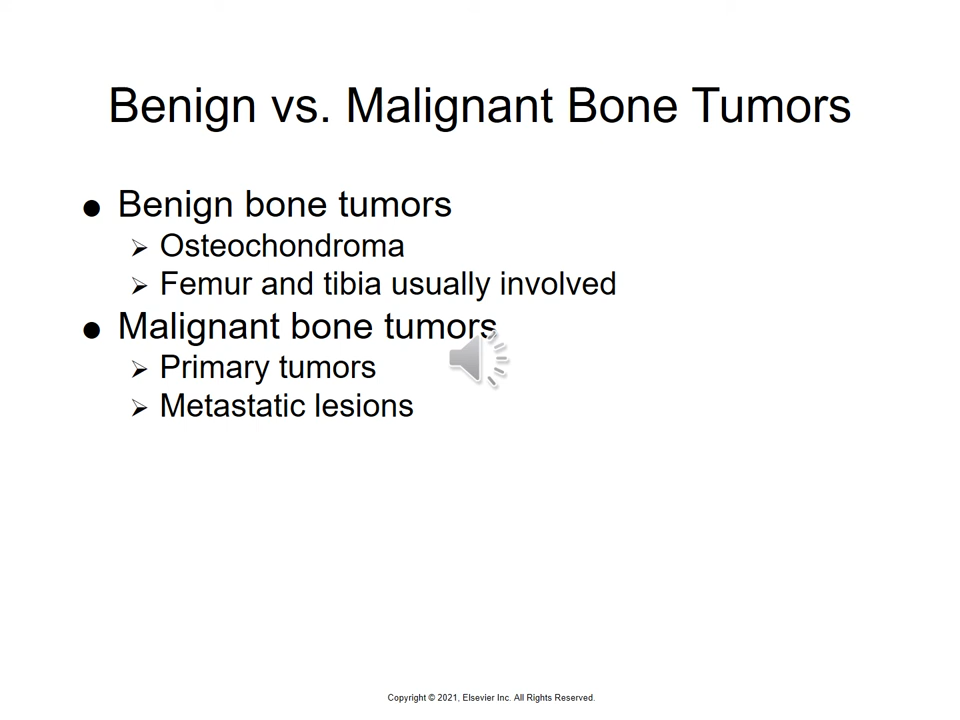 Benign vs. Malignant Bone Tumors
● Benign bone tumors
➢ Osteochondroma
➢ Femur and tibia usually involved
● Malignant bone tumors
➢ Primary tumors
➢ Metastatic lesions
Copyright © 2021, Elsevier Inc. All Rights Reserved.